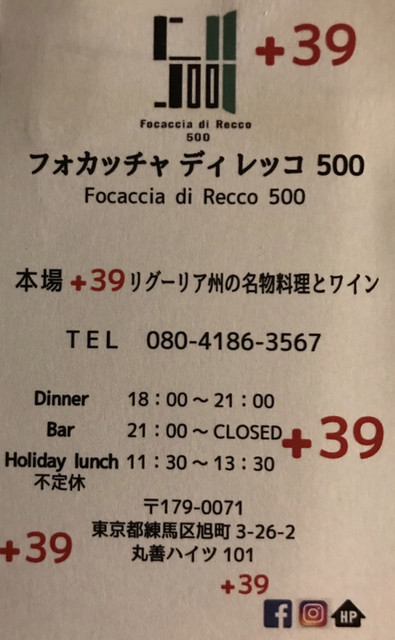 +39
Focaccia di Recco
500
フォカッチャ ディ レッコ 500
Focaccia di Recco 500
本場 +39 リグーリア州の名物料理とワイン
TEL 080-4186-3567
Dinner 18：00～21：00
Bar 21：00～CLOSED
+39
Holiday lunch 11：30～13：30
不定休
〒179-0071
東京都練馬区旭町 3-26-2
+39
丸善ハイツ 101
+39
HP